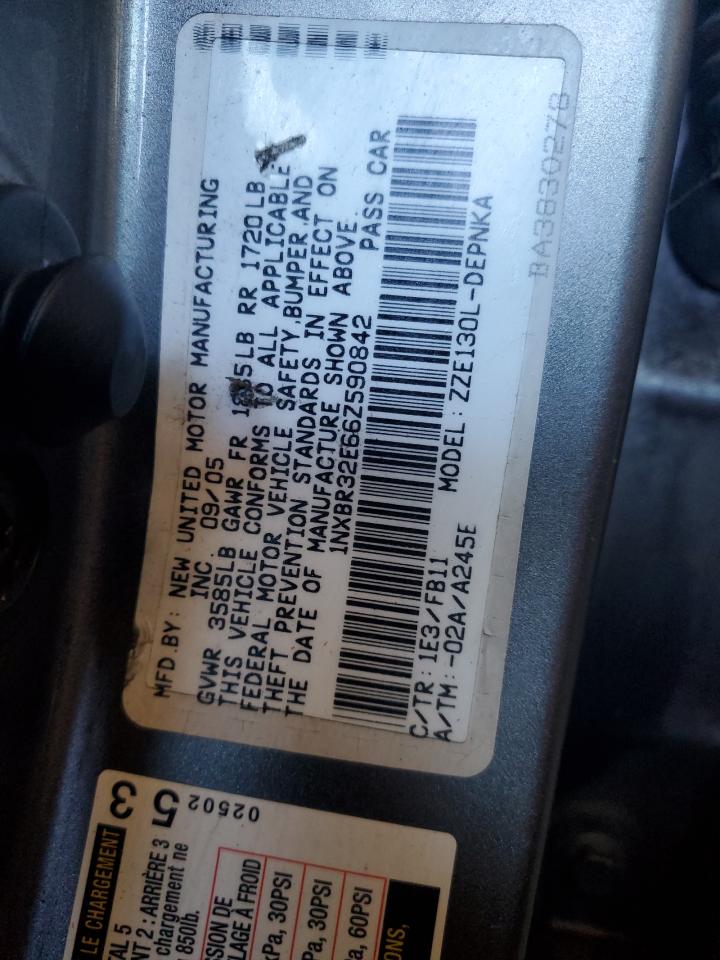 MFD.BY: NEW UNITED MOTOR MANUFACTURING
INC. 09/05
GVWR 3585LB GAWR FR RR 1720LB
THIS VEHICLE CONFORMS TO ALL APPLICABLE
FEDERAL MOTOR VEHICLE SAFETY,BUMPER,AND
THEFT PREVENTION STANDARDS IN EFFECT ON
THE DATE OF MANUFACTURE SHOWN ABOVE.
1NXBR32E66Z590842 PASS CAR
C/TR: 1E3/FB11 MODEL: ZZE130L-DEPNKA
A/TM: -02A/A245E
BA3830278
LE CHARGEMENT
3
TAL 5
5
NT 2 : ARRIÈRE 3
chargement ne
850lb.
02502
SSION DE
LAGE À FROID
kPa, 30PSI
Pa, 30PSI
Pa, 60PSI
ONS,